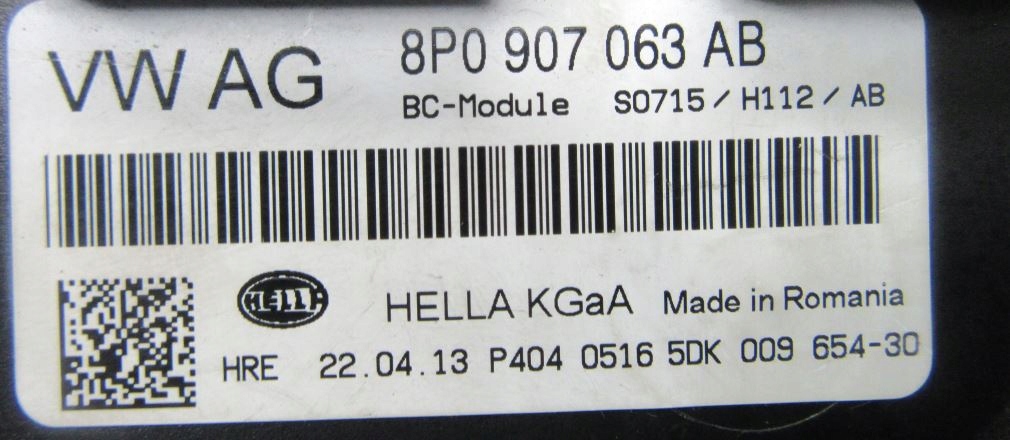 VW AG 8P0 907 063 AB
BC-Module S0715 / H112 / AB
HELLA
HELLA KGaA Made in Romania
HRE 22.04.13 P404 0516 5DK 009 654-30